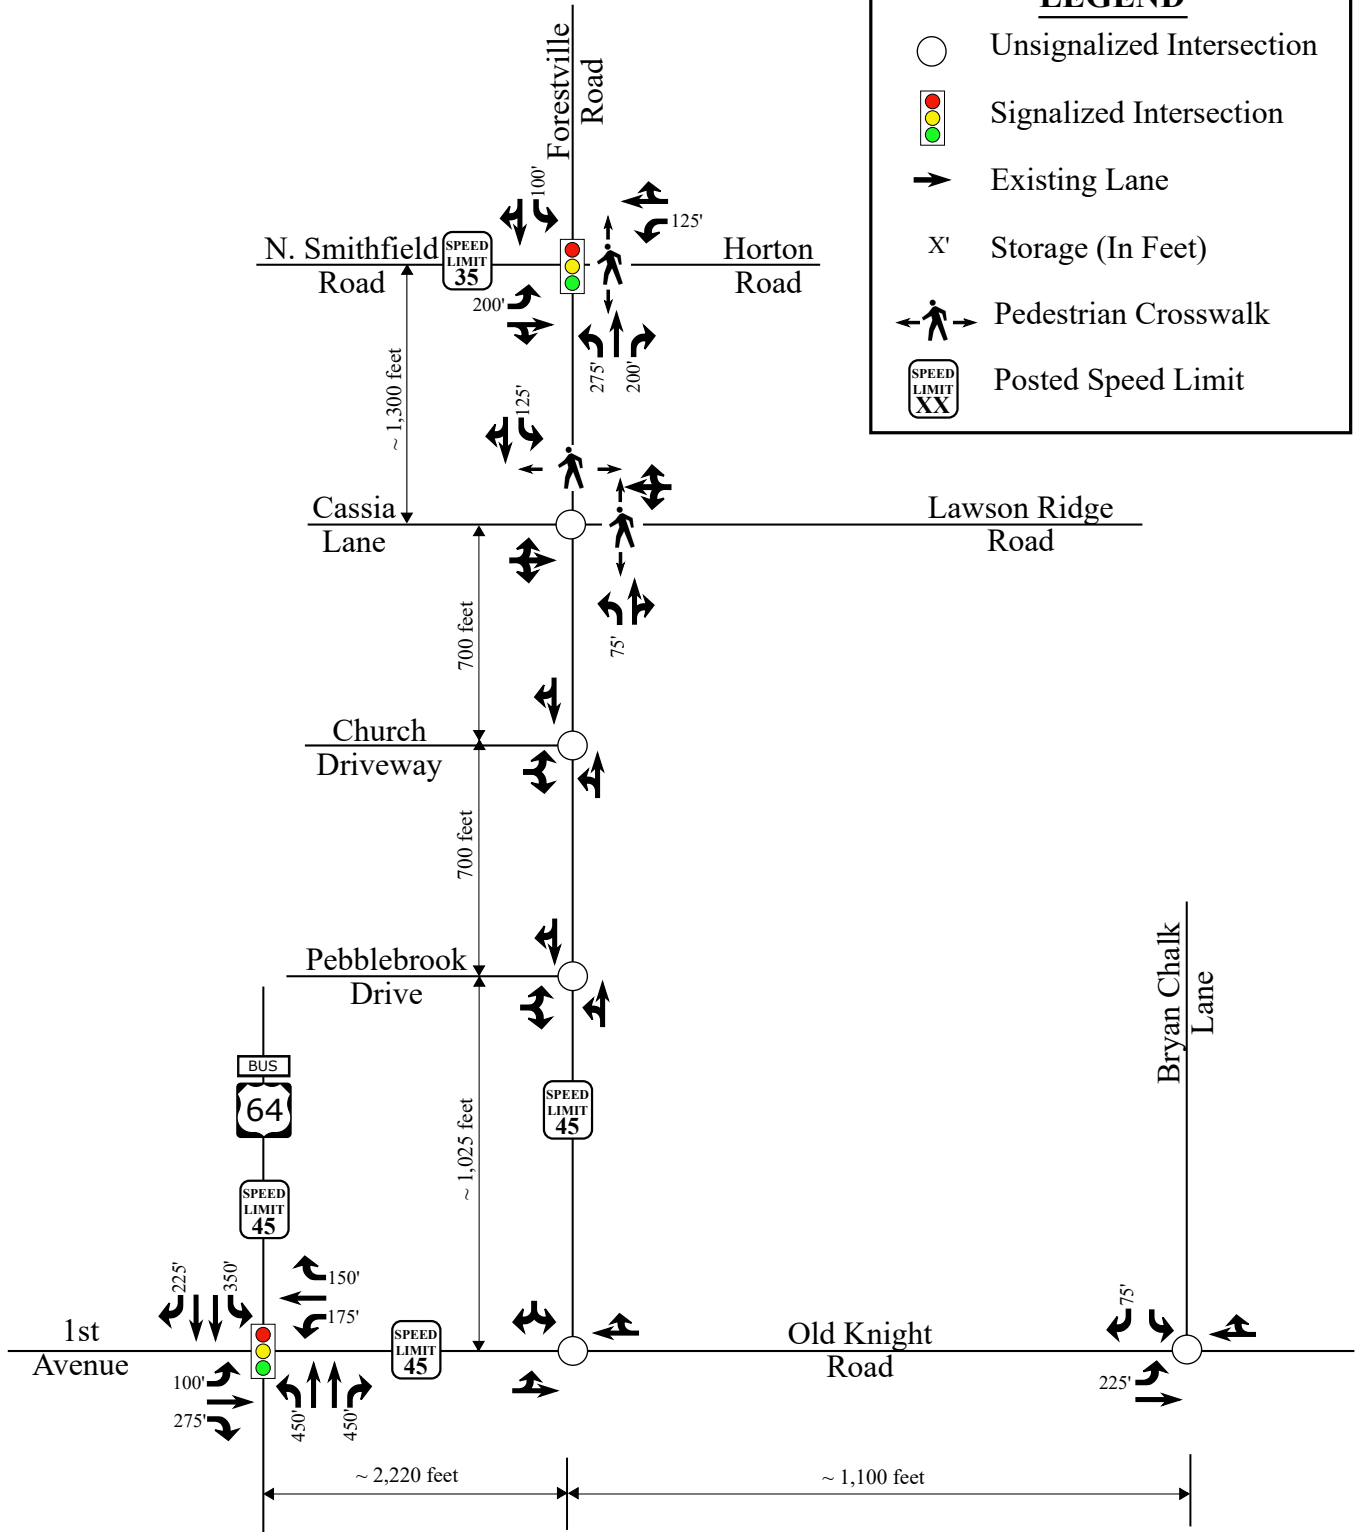 LEGEND
Unsignalized Intersection
Signalized Intersection
Existing Lane
X'
Storage (In Feet)
Pedestrian Crosswalk
SPEED
LIMIT
XX
Posted Speed Limit
Forestville
Road
100'
125'
N. Smithfield
Road
SPEED
LIMIT
35
Horton
Road
200'
275'
200'
~ 1,300 feet
125'
Cassia
Lane
Lawson Ridge
Road
75'
700 feet
Church
Driveway
700 feet
Pebblebrook
Drive
Bryan Chalk
Lane
BUS
64
SPEED
LIMIT
45
SPEED
LIMIT
45
~ 1,025 feet
225'
350'
150'
175'
1st
Avenue
SPEED
LIMIT
45
Old Knight
Road
75'
100'
275'
450'
450'
225'
~ 2,220 feet
~ 1,100 feet